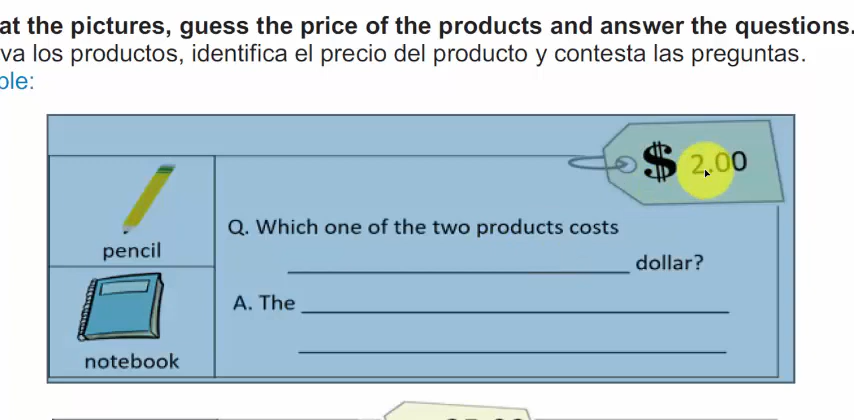 at the pictures, guess the price of the products and answer the questions.
va los productos, identifica el precio del producto y contesta las preguntas.
ble:
$ 2.00
pencil
Q. Which one of the two products costs
dollar?
A. The
notebook